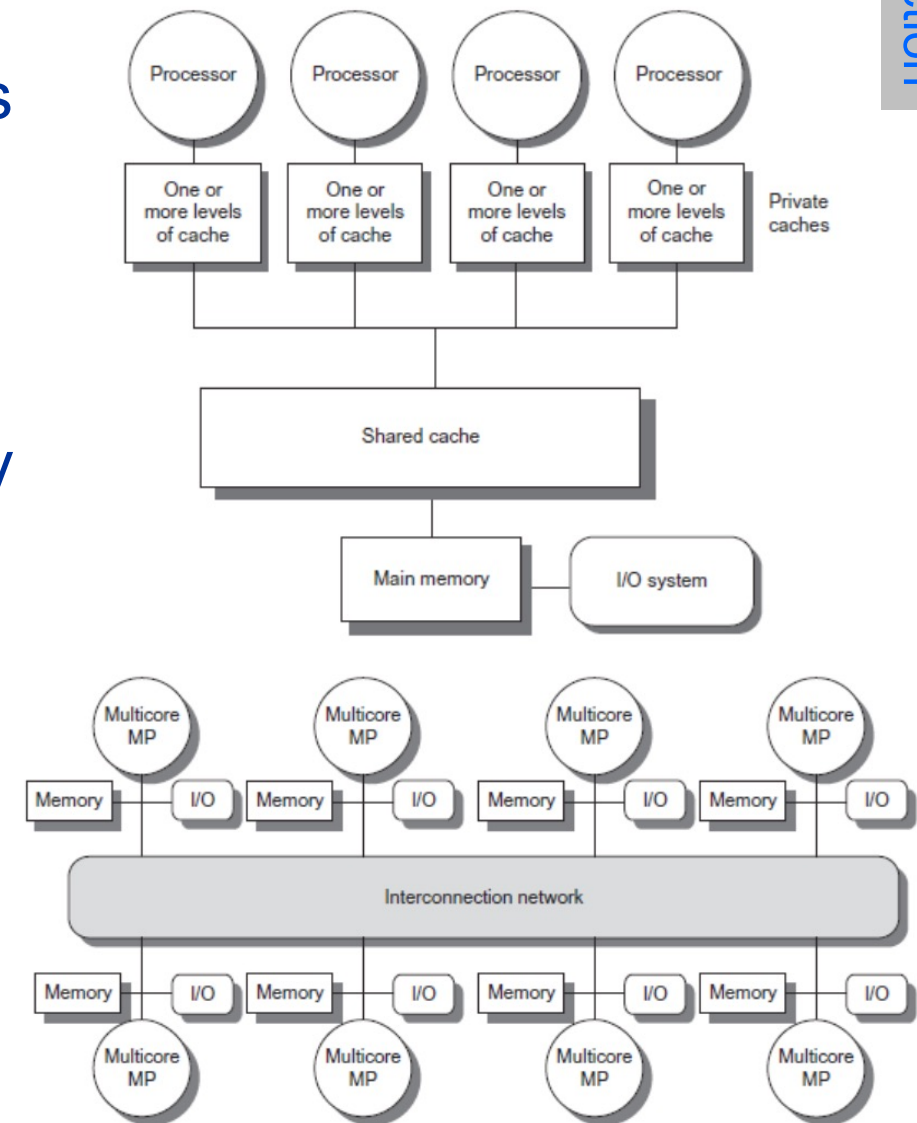 ction
s
y
Processor
Processor
Processor
Processor
One or
more levels
of cache
One or
more levels
of cache
One or
more levels
of cache
One or
more levels
of cache
Private
caches
Shared cache
Main memory
I/O system
Multicore
MP
Multicore
MP
Multicore
MP
Multicore
MP
Memory
I/O
Memory
I/O
Memory
I/O
Memory
I/O
Interconnection network
Memory
I/O
Memory
I/O
Memory
I/O
Memory
I/O
Multicore
MP
Multicore
MP
Multicore
MP
Multicore
MP